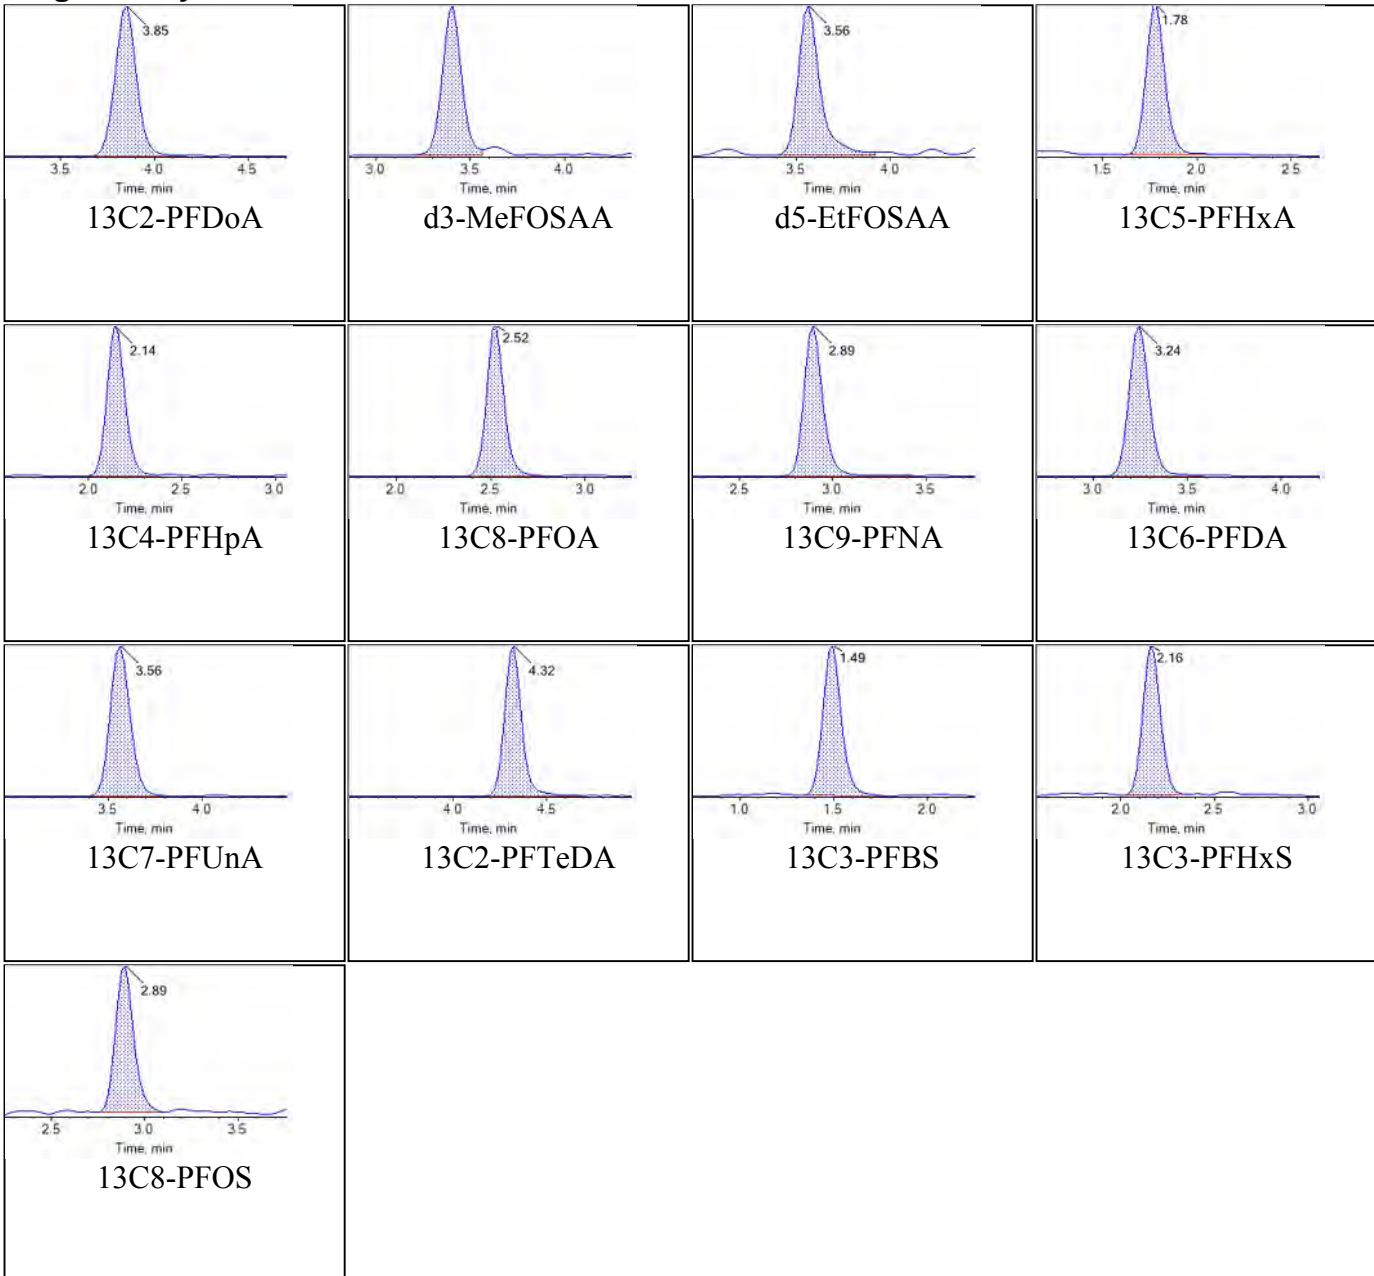 3.85
3.5 4.0 4.5
Time, min
13C2-PFDoA
3.0 3.5 4.0
Time, min
d3-MeFOSAA
3.56
3.5 4.0
Time, min
d5-EtFOSAA
1.78
1.5 2.0 2.5
Time, min
13C5-PFHxA
2.14
2.0 2.5 3.0
Time, min
13C4-PFHpA
2.52
2.0 2.5 3.0
Time, min
13C8-PFOA
2.89
2.5 3.0 3.5
Time, min
13C9-PFNA
3.24
3.0 3.5 4.0
Time, min
13C6-PFDA
3.56
3.5 4.0
Time, min
13C7-PFUnA
4.32
4.0 4.5
Time, min
13C2-PFTeDA
1.49
1.0 1.5 2.0
Time, min
13C3-PFBS
2.16
2.0 2.5 3.0
Time, min
13C3-PFHxS
2.89
2.5 3.0 3.5
Time, min
13C8-PFOS